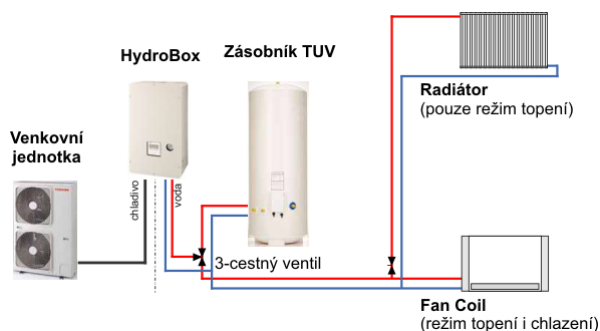 HydroBox
Zásobník TUV
Radiátor
(pouze režim topení)
Venkovní
jednotka
chladivo
voda
3-cestný ventil
Fan Coil
(režim topení i chlazení)